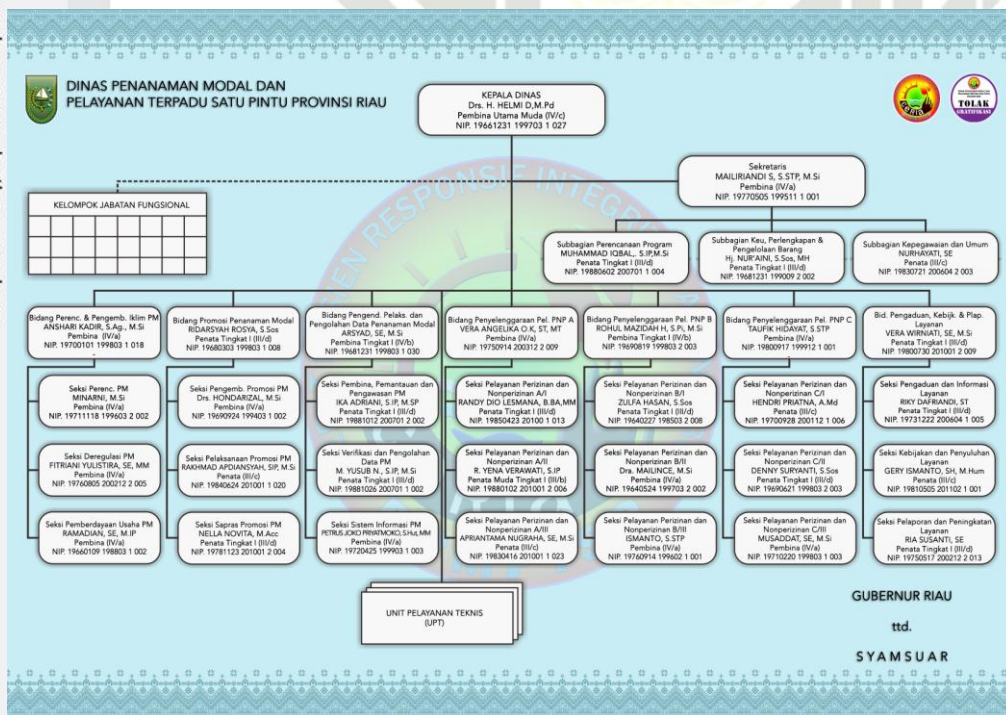 DINAS PENANAMAN MODAL DAN
PELAYANAN TERPADU SATU PINTU PROVINSI RIAU
TOLAK
GRATIFIKASI
KEPALA DINAS
Drs. H. HELMI D,M.Pd
Pembina Utama Muda (IV/c)
NIP. 19661231 199703 1 027
Sekretaris
MAILIRIANDI S, S.STP, M.Si
Pembina (IV/a)
NIP. 19770505 199511 1 001
KELOMPOK JABATAN FUNGSIONAL
Subbagian Perencanaan Program
MUHAMMAD IQBAL,. S.IP,M.Si
Penata Tingkat I (III/d)
NIP. 19880602 200701 1 004
Subbagian Keu, Perlengkapan &
Pengelolaan Barang
Hj. NUR'AINI, S.Sos, MH
Penata Tingkat I (III/d)
NIP. 19681231 199009 2 002
Subbagian Kepegawaian dan Umum
NURHAYATI, SE
Penata (III/c)
NIP. 19830721 200604 2 003
Bidang Perenc. & Pengemb. Iklim PM
ANSHARI KADIR, S.Ag., M.Si
Pembina (IV/a)
NIP. 19700101 199803 1 018
-
Bidang Promosi Penanaman Modal
RIDARSYAH ROSYA, S.Sos
Penata Tingkat I (III/d)
NIP. 19680303 199803 1 008
Bidang Pengend. Pelaks. dan
Pengolahan Data Penanaman Modal
ARSYAD, SE, M.Si
Pembina Tingkat I (IV/b)
NIP. 19681231 199803 1 030
Bidang Penyelenggaraan Pel. PNP A
VERA ANGELIKA O.K, ST, MT
Pembina (IV/a)
NIP. 19750914 200312 2 009
Bidang Penyelenggaraan Pel. PNP B
ROHUL MAZIDAH H, S.Pi, M.Si
Pembina Tingkat I (IV/b)
NIP. 19690819 199803 2 003
Bidang Penyelenggaraan Pel. PNP C
TAUFIK HIDAYAT, S.STP
Pembina (IV/a)
NIP. 19800917 199912 1 001
Bid. Pengaduan, Kebijk. & Plap.
Layanan
VERA WIRNIATI, SE, M.Si
Penata Tingkat I (III/d)
NIP. 19800730 201001 2 009
Seksi Perenc. PM
MINARNI, M.Si
Pembina (IV/a)
NIP. 19711118 199603 2 002
Seksi Pengemb. Promosi PM
Drs. HONDARIZAL, M.Si
Pembina (IV/a)
NIP. 19690924 199403 1 002
Seksi Pembina, Pemantauan dan
Pengawasan PM
IKA ADRIANI, S.IP, M.SP
Penata Tingkat I (III/d)
NIP. 19881012 200701 2 002
Seksi Pelayanan Perizinan dan
Nonperizinan A/I
RANDY DIO LESMANA, B.BA,MM
Penata Tingkat I (III/d)
NIP. 19850423 20100 1 013
Seksi Pelayanan Perizinan dan
Nonperizinan B/I
ZULFA HASAN, S.Sos
Penata Tingkat I (III/d)
NIP. 19640227 198503 2 008
Seksi Pelayanan Perizinan dan
Nonperizinan C/I
HENDRI PRIATNA, A.Md
Penata (III/c)
NIP. 19700928 200112 1 006
Seksi Pengaduan dan Informasi
Layanan
RIKY DAFRIANDI, ST
Penata Tingkat I (III/d)
NIP. 19731222 200604 1 005
Seksi Deregulasi PM
FITRIANI YULISTIRA, SE, MM
Pembina (IV/a)
NIP. 19760805 200212 2 005
Seksi Pelaksanaan Promosi PM
RAKHMAD APDIANSYAH, SIP, M.Si
Penata (III/c)
NIP. 19840624 201001 1 020
Seksi Verifikasi dan Pengolahan
Data PM
M. YUSUB N., S.IP, M.Si
Penata Tingkat I (III/d)
NIP. 19881026 200701 1 002
Seksi Pelayanan Perizinan dan
Nonperizinan A/II
R. YENA VERAWATI, S.IP
Penata Muda Tingkat I (III/b)
NIP. 19880102 201001 2 006
Seksi Pelayanan Perizinan dan
Nonperizinan B/II
Dra. MAILINCE, M.Si
Pembina (IV/a)
NIP. 19640524 199703 2 002
Seksi Pelayanan Perizinan dan
Nonperizinan C/II
DENNY SURYANTI, S.Sos
Penata Tingkat I (III/d)
NIP. 19690621 199803 2 003
Seksi Kebijakan dan Penyuluhan
Layanan
GERY ISMANTO, SH, M.Hum
Penata (III/c)
NIP. 19810505 201102 1 001
Seksi Pemberdayaan Usaha PM
RAMADIAN, SE, M.IP
Pembina (IV/a)
NIP. 19660109 198803 1 002
Seksi Sapras Promosi PM
NELLA NOVITA, M.Acc
Penata Tingkat I (III/d)
NIP. 19781123 201001 2 004
Seksi Sistem Informasi PM
PETRUS JOKO PRIYATMOKO, S.Hut, MM
Pembina (IV/a)
NIP. 19720425 199903 1 003
Seksi Pelayanan Perizinan dan
Nonperizinan A/III
APRIANTAMA NUGRAHA, SE, M.Si
Penata (III/c)
NIP. 19830416 201001 1 023
Seksi Pelayanan Perizinan dan
Nonperizinan B/III
ISMANTO, S.STP
Pembina (IV/a)
NIP. 19760914 199602 1 001
Seksi Pelayanan Perizinan dan
Nonperizinan C/III
MUSADDAT, SE, M.Si
Pembina (IV/a)
NIP. 19710220 199803 1 003
Seksi Pelaporan dan Peningkatan
Layanan
RIA SUSANTI, SE
Penata Tingkat I (III/d)
NIP. 19750517 200212 2 013
UNIT PELAYANAN TEKNIS
(UPT)
GUBERNUR RIAU
ttd.
SYAMSUAR